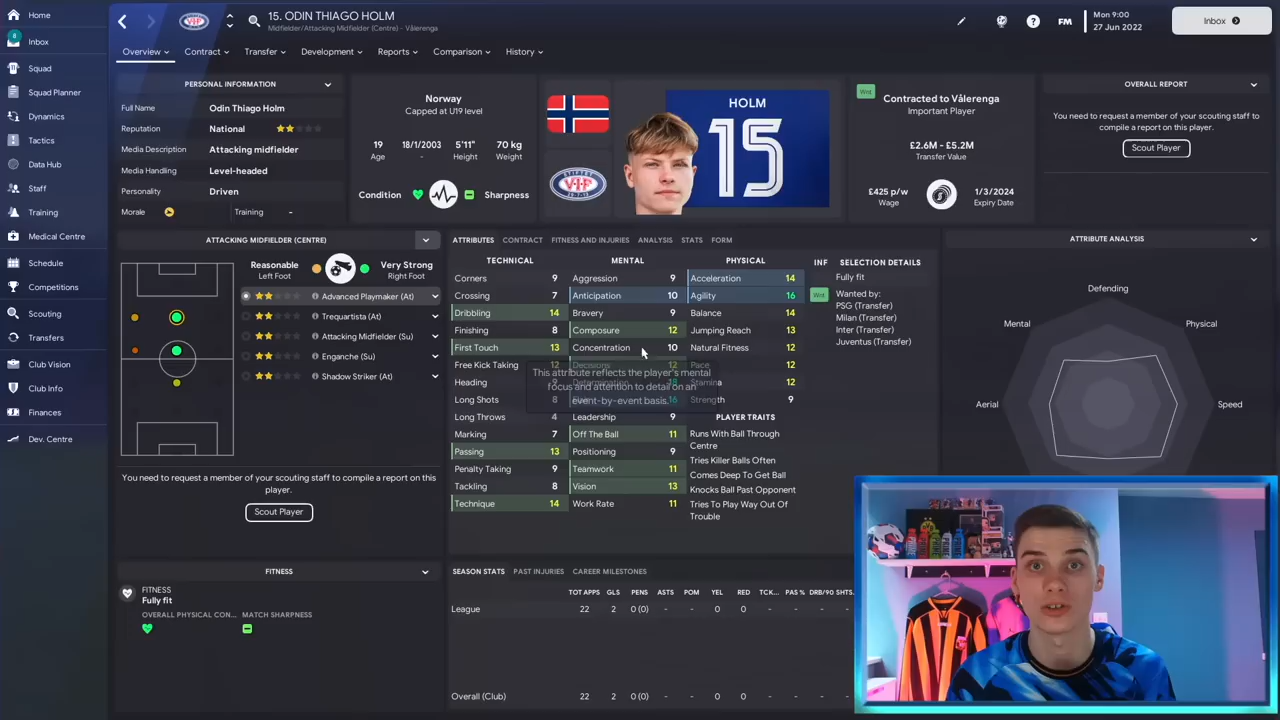 Home
8
Inbox
Squad
Squad Planner
Dynamics
Tactics
Data Hub
Staff
Training
Medical Centre
Schedule
Competitions
Scouting
Transfers
Club Vision
Club Info
Finances
Dev. Centre
15. ODIN THIAGO HOLM
Midfielder/Attacking Midfielder (Centre) - Vålerenga
FM
Mon 9:00
27 Jun 2022
Inbox
Overview
Contract
Transfer
Development
Reports
Comparison
History
PERSONAL INFORMATION
Full Name Odin Thiago Holm
Reputation National
Media Description Attacking midfielder
Media Handling Level-headed
Personality Driven
Morale Training -
Norway
Capped at U19 level
19 18/1/2003 5'11" 70 kg
Age - Height Weight
Condition Sharpness
VIF
HOLM
15
Wnt
Contracted to Vålerenga
Important Player
£2.6M - £5.2M
Transfer Value
£425 p/w 1/3/2024
Wage Expiry Date
OVERALL REPORT
You need to request a member of your scouting staff to
compile a report on this player.
Scout Player
ATTACKING MIDFIELDER (CENTRE)
Reasonable Very Strong
Left Foot Right Foot
Advanced Playmaker (At)
Trequartista (At)
Attacking Midfielder (Su)
Enganche (Su)
Shadow Striker (At)
You need to request a member of your scouting staff to compile a report on this
player.
Scout Player
ATTRIBUTES CONTRACT FITNESS AND INJURIES ANALYSIS STATS FORM
TECHNICAL
Corners 9
Crossing 7
Dribbling 14
Finishing 8
First Touch 13
Free Kick Taking 12
Heading 9
Long Shots 8
Long Throws 4
Marking 7
Passing 13
Penalty Taking 9
Tackling 8
Technique 14
MENTAL
Aggression 9
Anticipation 10
Bravery 9
Composure 12
Concentration 10
Decisions 12
Determination 18
16
Leadership 9
Off The Ball 11
Positioning 9
Teamwork 11
Vision 13
Work Rate 11
This attribute reflects the player's mental
focus and attention to detail on an
event-by-event basis.
PHYSICAL
Acceleration 14
Agility 16
Balance 14
Jumping Reach 13
Natural Fitness 12
Pace 12
Stamina 12
Strength 9
PLAYER TRAITS
Runs With Ball Through
Centre
Tries Killer Balls Often
Comes Deep To Get Ball
Knocks Ball Past Opponent
Tries To Play Way Out Of
Trouble
INF SELECTION DETAILS
Fully fit
Wnt
Wanted by:
PSG (Transfer)
Milan (Transfer)
Inter (Transfer)
Juventus (Transfer)
ATTRIBUTE ANALYSIS
Defending
Mental
Physical
Aerial
Speed
FITNESS
FITNESS
Fully fit
OVERALL PHYSICAL CON... MATCH SHARPNESS
SEASON STATS PAST INJURIES CAREER MILESTONES
TOT APPS GLS PENS ASTS POM YEL RED TCK... PAS % DRB/90 SHTS.
League 22 2 0 (0) - - 0 0 - - - -
Overall (Club) 22 2 0 (0) - - 0 0 - - - -